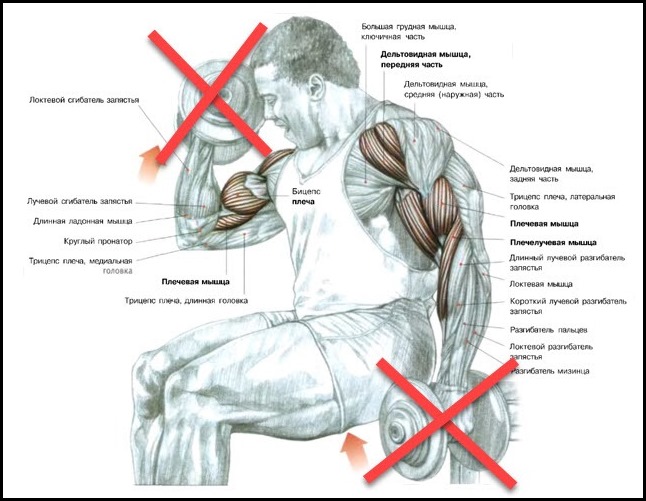 Большая грудная мышца,
ключичная часть
Дельтовидная мышца,
передняя часть
Дельтовидная мышца,
средняя (наружная) часть
Локтевой сгибатель запястья
Дельтовидная мышца,
задняя часть
Трицепс плеча, латеральная
головка
Бицепс
плеча
Лучевой сгибатель запястья
Длинная ладонная мышца
Круглый пронатор
Трицепс плеча, медиальная
головка
Плечевая мышца
Трицепс плеча, длинная головка
Плечевая мышца
Плечелучевая мышца
Длинный лучевой разгибатель
запястья
Локтевая мышца
Короткий лучевой разгибатель
запястья
Разгибатель пальцев
Локтевой разгибатель
запястья
Разгибатель мизинца